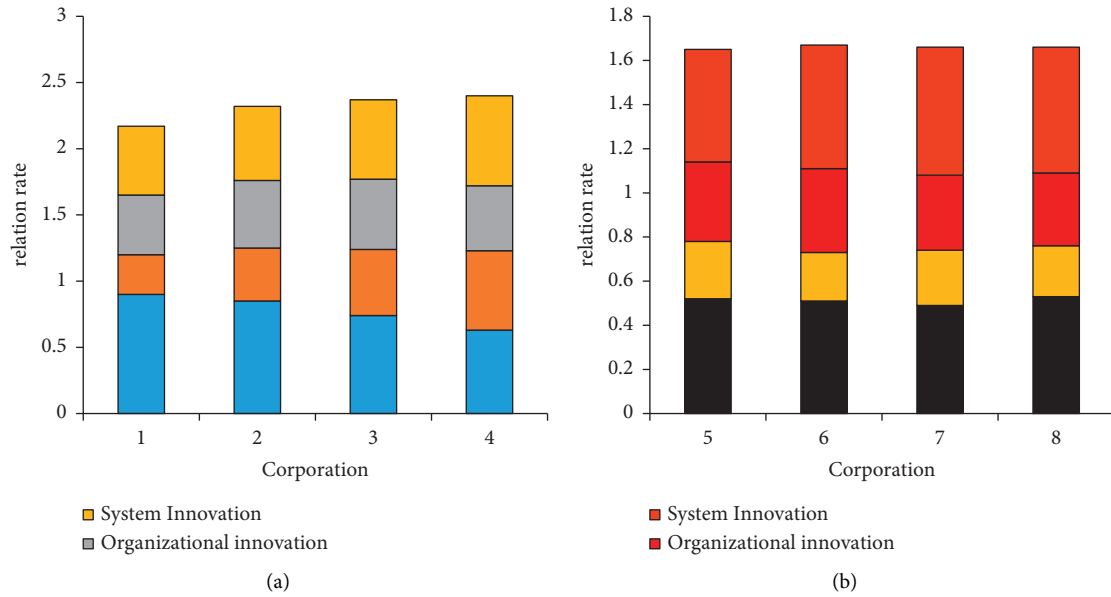 3
2.5
2
1.5
1
0.5
0
relation rate
1 2 3 4
Corporation
System Innovation
Organizational innovation
(a)
1.8
1.6
1.4
1.2
1
0.8
0.6
0.4
0.2
0
relation rate
5 6 7 8
Corporation
System Innovation
Organizational innovation
(b)